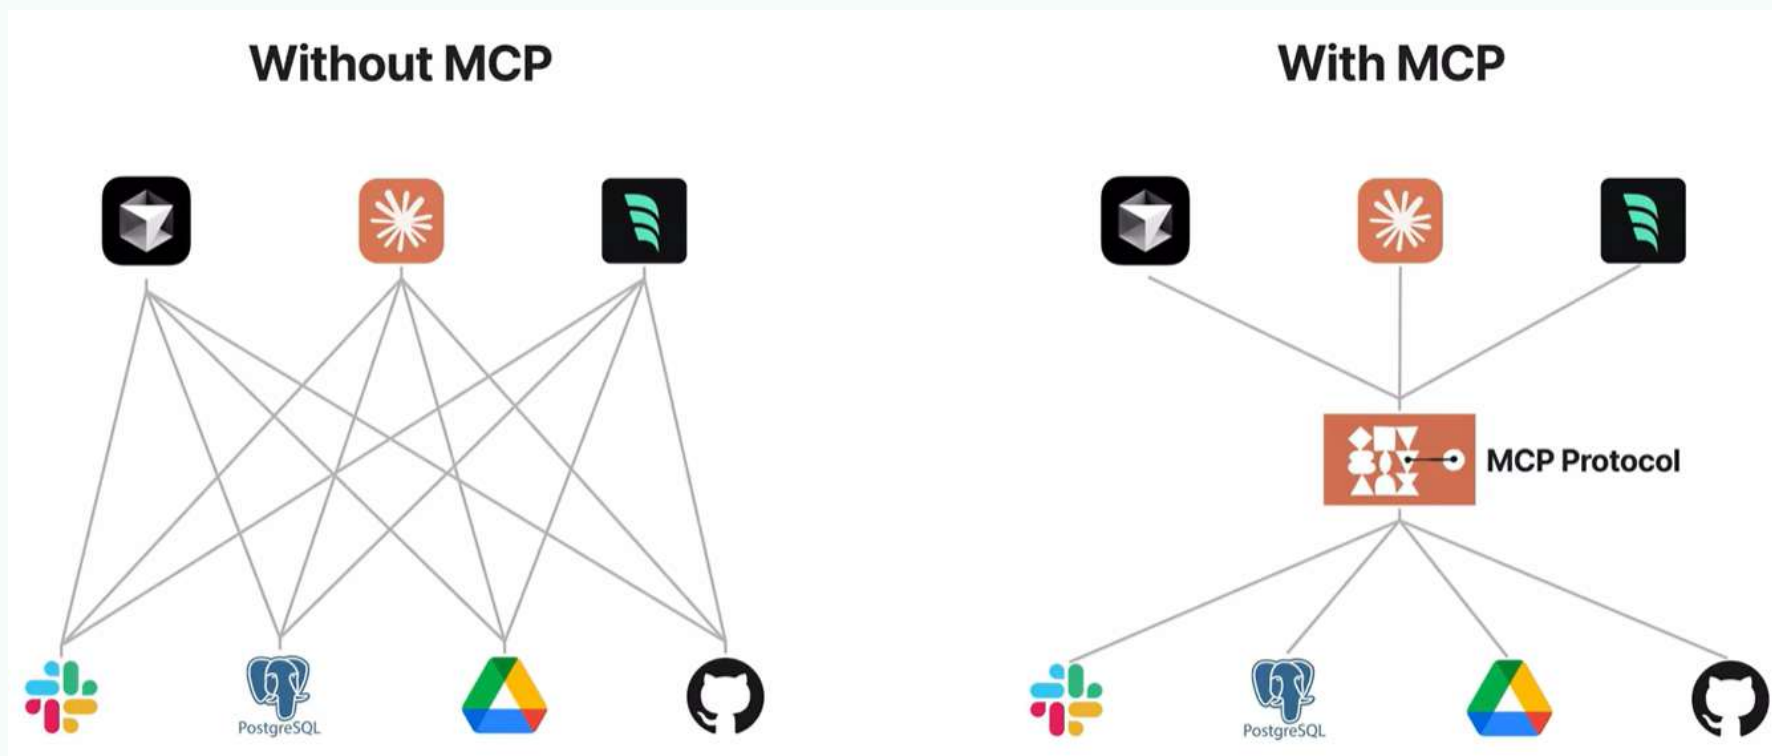 Without MCP
With MCP
MCP Protocol
PostgreSQL
PostgreSQL